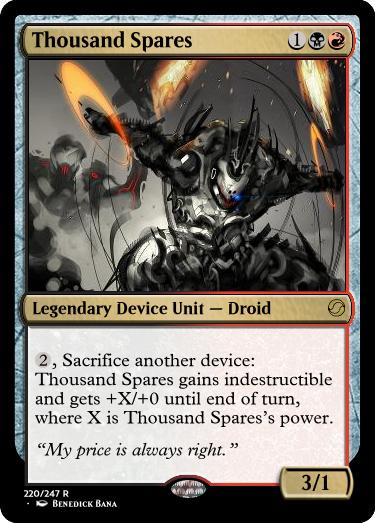 Thousand Spares 1
Legendary Device Unit — Droid
2, Sacrifice another device:
Thousand Spares gains indestructible
and gets +X/+0 until end of turn,
where X is Thousand Spares's power.
“My price is always right.”
3/1
220/247 R
· Benedick Bana